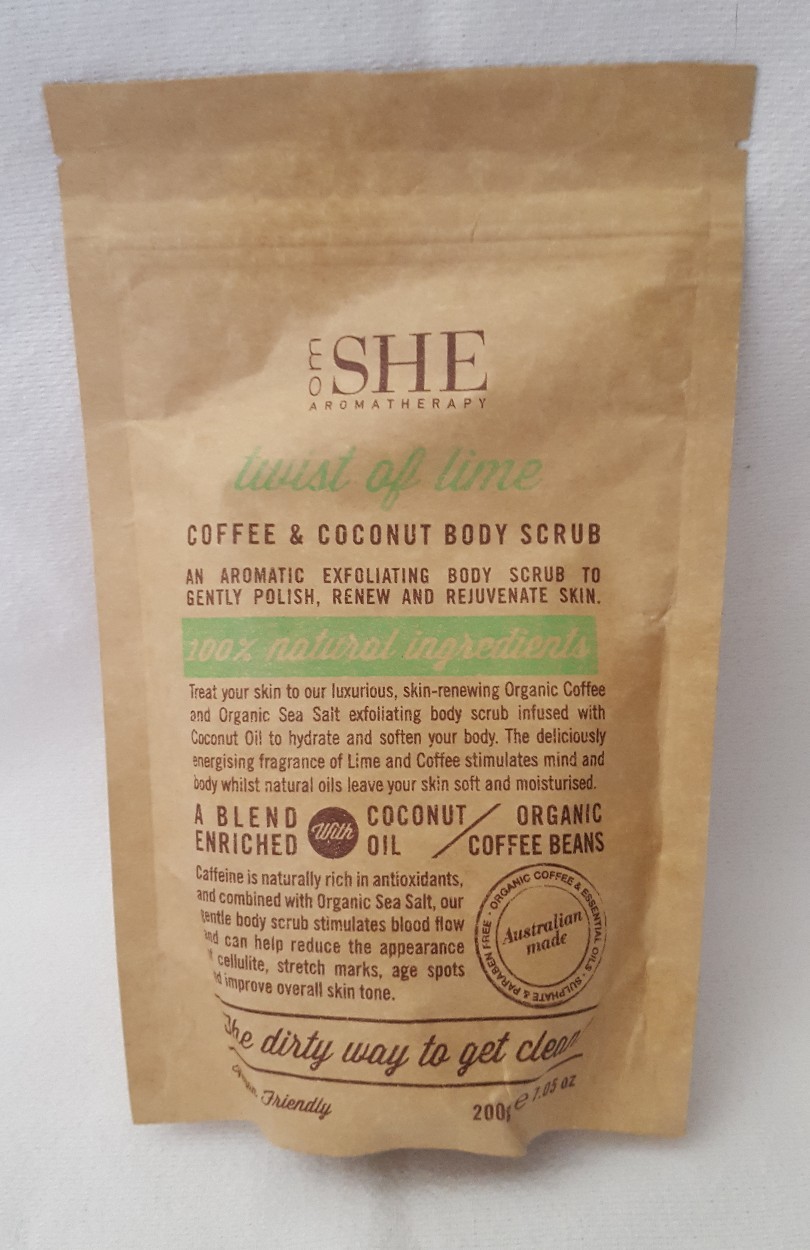 om SHE
AROMATHERAPY
twist of lime
COFFEE & COCONUT BODY SCRUB
AN AROMATIC EXFOLIATING BODY SCRUB TO
GENTLY POLISH, RENEW AND REJUVENATE SKIN.
100% natural ingredients
Treat your skin to our luxurious, skin-renewing Organic Coffee
and Organic Sea Salt exfoliating body scrub infused with
Coconut Oil to hydrate and soften your body. The deliciously
energising fragrance of Lime and Coffee stimulates mind and
body whilst natural oils leave your skin soft and moisturised.
A BLEND ENRICHED With COCONUT OIL / ORGANIC COFFEE BEANS
Caffeine is naturally rich in antioxidants,
and combined with Organic Sea Salt, our
gentle body scrub stimulates blood flow
and can help reduce the appearance
of cellulite, stretch marks, age spots
and improve overall skin tone.
ORGANIC COFFEE & ESSENTIAL OILS · SULPHATE & PARABEN FREE ·
Australian
made
The dirty way to get clean
Friendly
200g e 7.05 oz